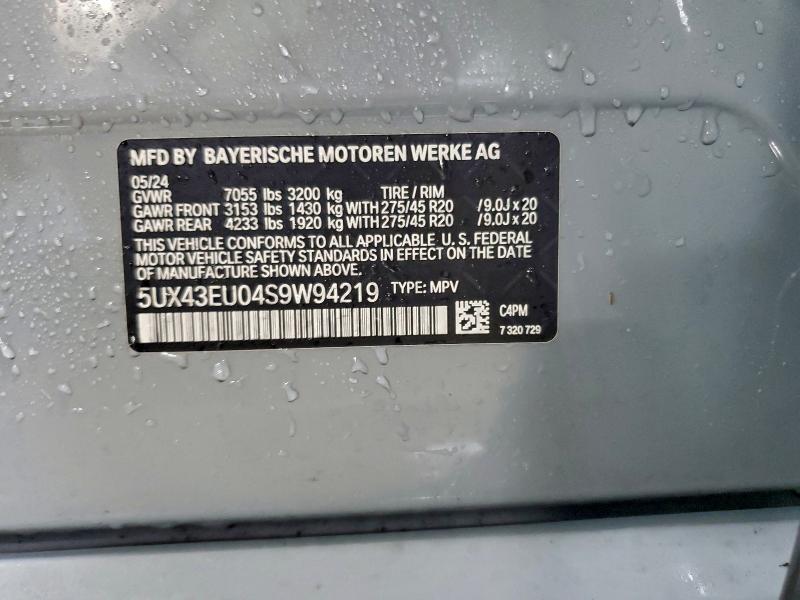 MFD BY BAYERISCHE MOTOREN WERKE AG
05/24
GVWR 7055 lbs 3200 kg TIRE / RIM
GAWR FRONT 3153 lbs 1430 kg WITH 275/45 R20 /9.0J x 20
GAWR REAR 4233 lbs 1920 kg WITH 275/45 R20 /9.0J x 20
THIS VEHICLE CONFORMS TO ALL APPLICABLE U. S. FEDERAL
MOTOR VEHICLE SAFETY STANDARDS IN EFFECT ON THE DATE
OF MANUFACTURE SHOWN ABOVE.
5UX43EU04S9W94219 TYPE: MPV
C4PM
7 320 729